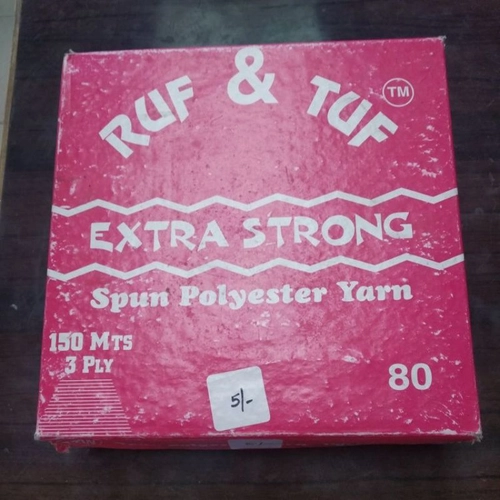 RUF & TUF TM
EXTRA STRONG
Spun Polyester Yarn
150 MTS
3 PLY
80
5/-